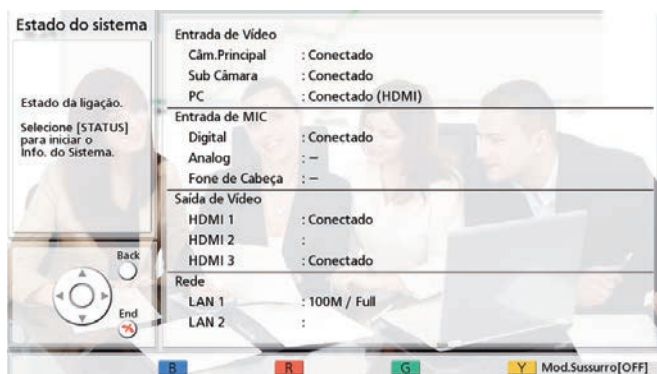 Estado do sistema
Estado da ligação.
Selecione [STATUS]
para iniciar o
Info. do Sistema.
Back
End
Entrada de Vídeo
Câm.Principal : Conectado
Sub Câmara : Conectado
PC : Conectado (HDMI)
Entrada de MIC
Digital : Conectado
Analog : –
Fone de Cabeça : –
Saída de Vídeo
HDMI 1 : Conectado
HDMI 2 :
HDMI 3 : Conectado
Rede
LAN 1 : 100M / Full
LAN 2 :
B R G Y Mod.Sussurro[OFF]